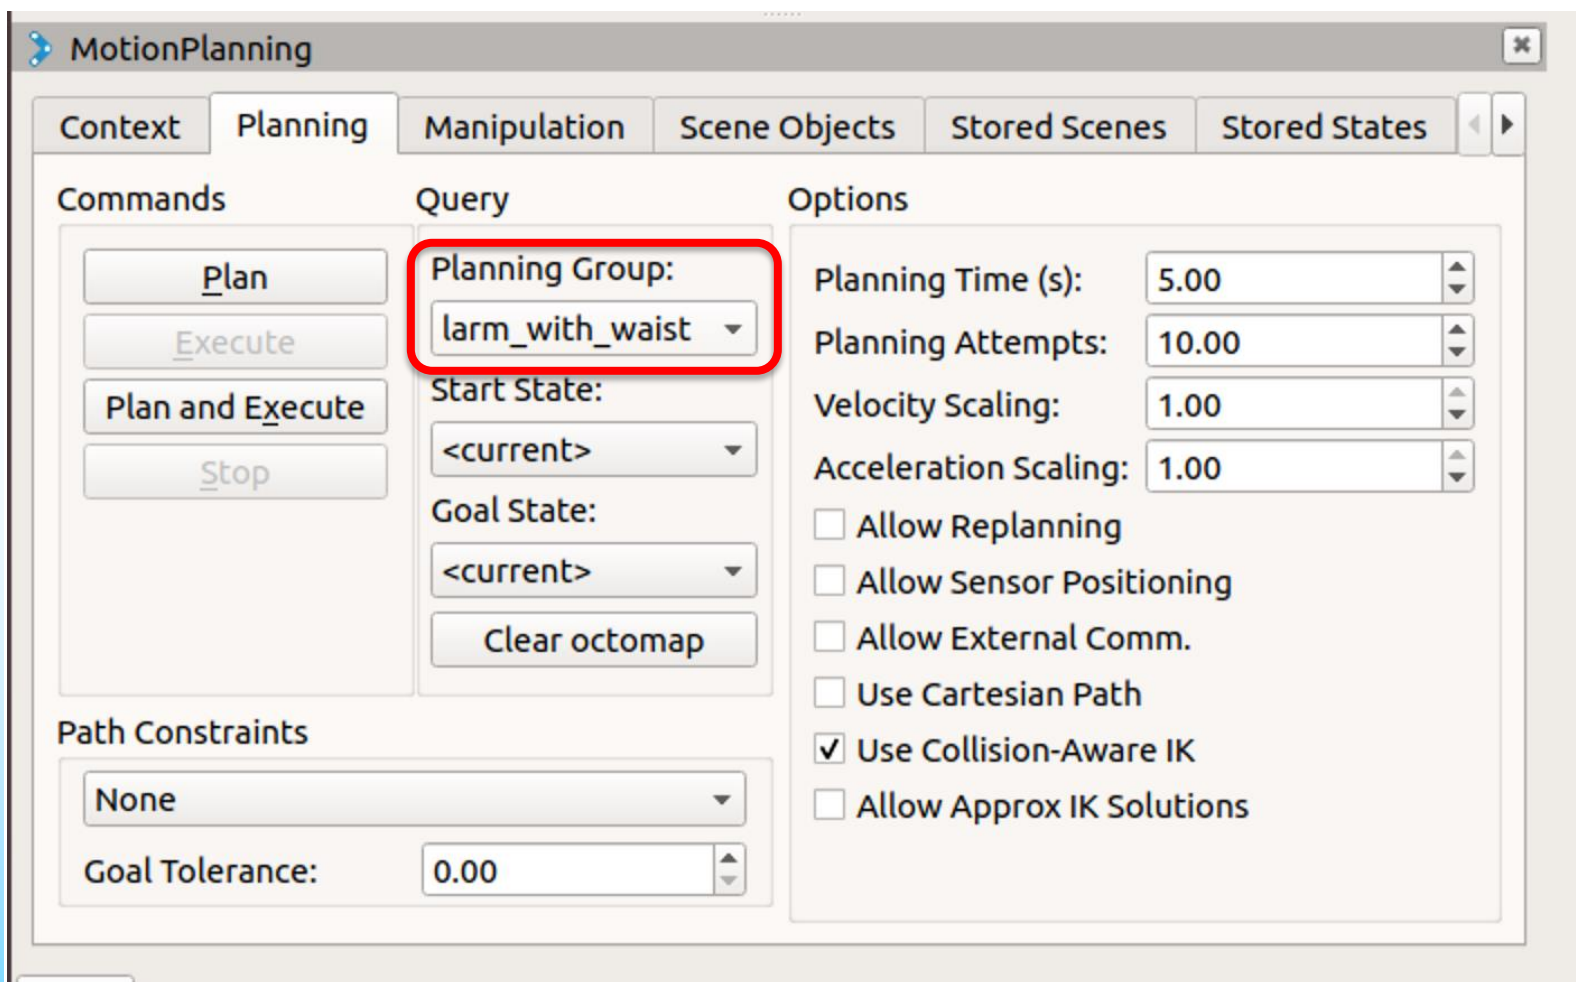 MotionPlanning
Context
Planning
Manipulation
Scene Objects
Stored Scenes
Stored States
Commands
Plan
Execute
Plan and Execute
Stop
Query
Planning Group:
larm_with_waist
Start State:
<current>
Goal State:
<current>
Clear octomap
Path Constraints
None
Goal Tolerance: 0.00
Options
Planning Time (s): 5.00
Planning Attempts: 10.00
Velocity Scaling: 1.00
Acceleration Scaling: 1.00
Allow Replanning
Allow Sensor Positioning
Allow External Comm.
Use Cartesian Path
Use Collision-Aware IK
Allow Approx IK Solutions